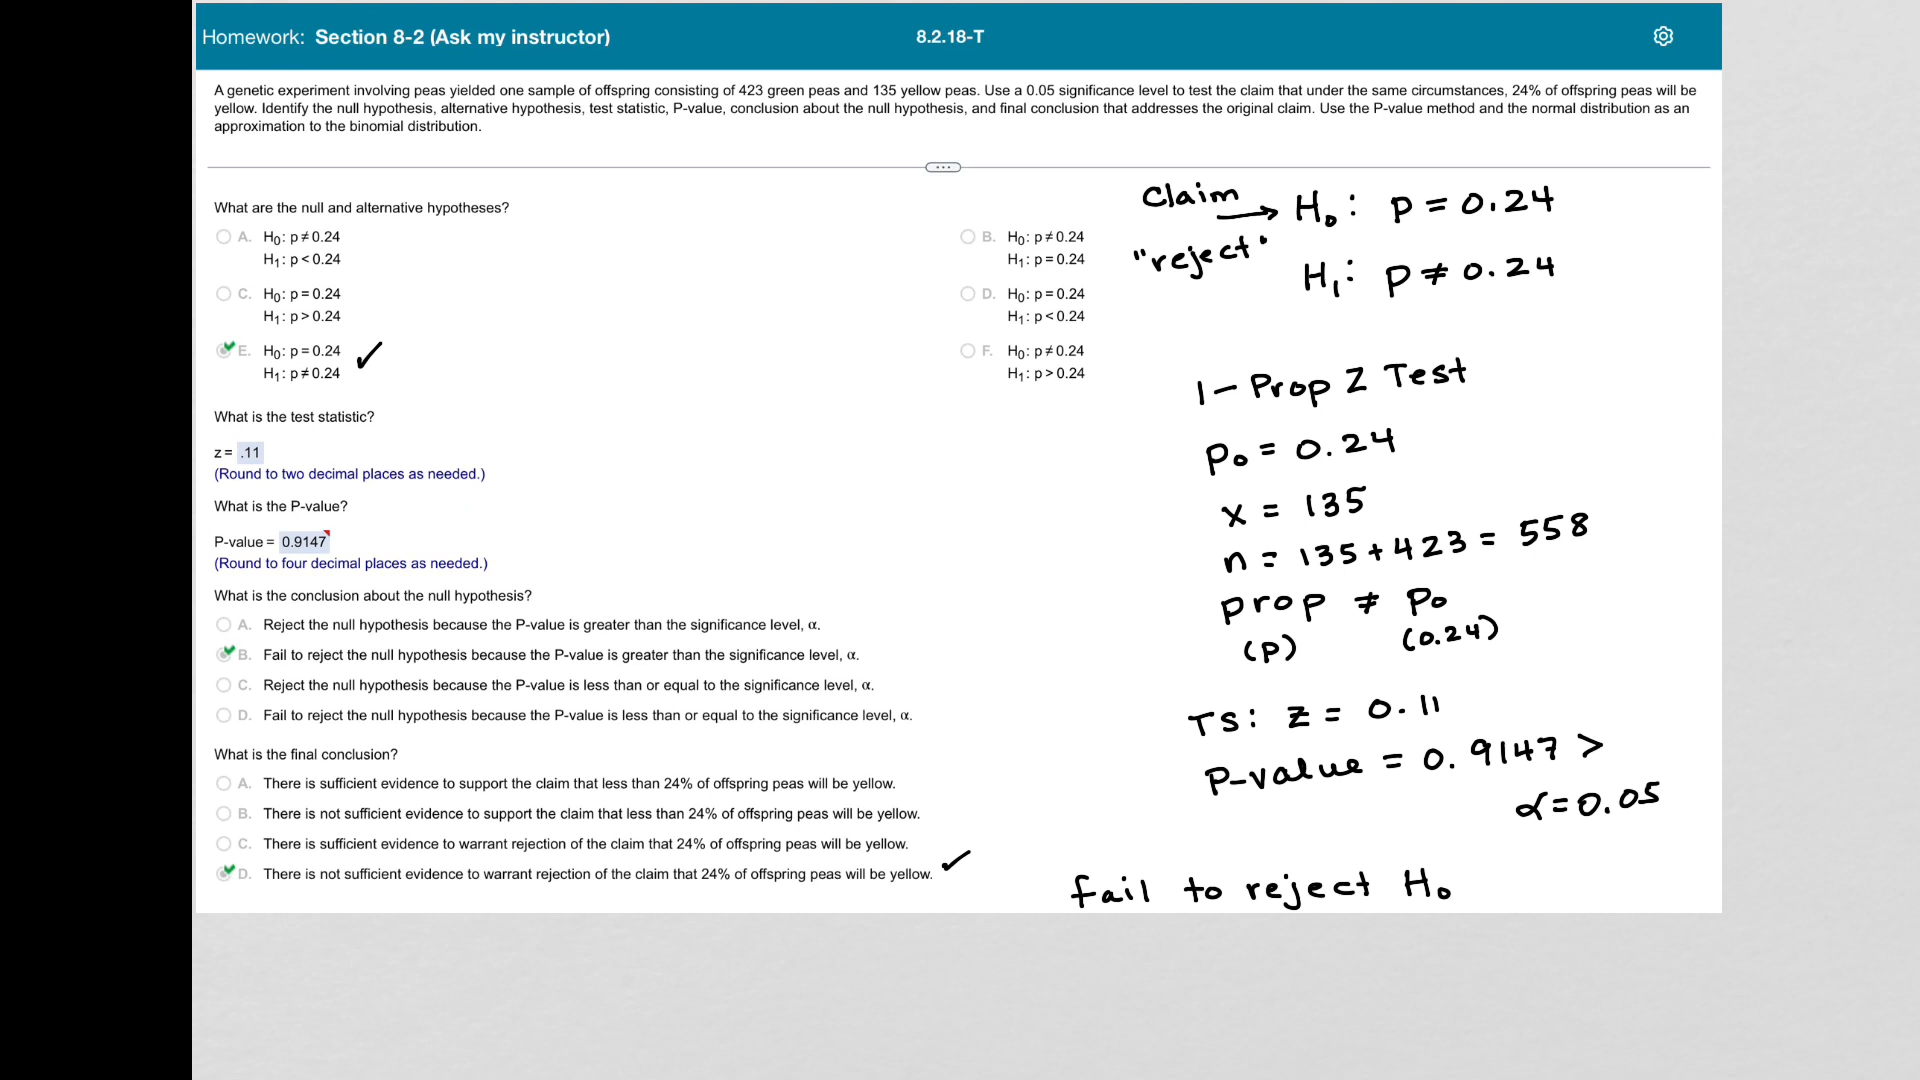 Homework: Section 8-2 (Ask my instructor)
8.2.18-T
A genetic experiment involving peas yielded one sample of offspring consisting of 423 green peas and 135 yellow peas. Use a 0.05 significance level to test the claim that under the same circumstances, 24% of offspring peas will be
yellow. Identify the null hypothesis, alternative hypothesis, test statistic, P-value, conclusion about the null hypothesis, and final conclusion that addresses the original claim. Use the P-value method and the normal distribution as an
approximation to the binomial distribution.
What are the null and alternative hypotheses?
A. H₀: p≠0.24
H₁: p<0.24
B. H₀: p≠0.24
H₁: p=0.24
C. H₀: p=0.24
H₁: p>0.24
D. H₀: p=0.24
H₁: p<0.24
E. H₀: p=0.24
H₁: p≠0.24
F. H₀: p≠0.24
H₁: p>0.24
What is the test statistic?
z= .11
(Round to two decimal places as needed.)
What is the P-value?
P-value= 0.9147
(Round to four decimal places as needed.)
What is the conclusion about the null hypothesis?
A. Reject the null hypothesis because the P-value is greater than the significance level, α.
B. Fail to reject the null hypothesis because the P-value is greater than the significance level, α.
C. Reject the null hypothesis because the P-value is less than or equal to the significance level, α.
D. Fail to reject the null hypothesis because the P-value is less than or equal to the significance level, α.
What is the final conclusion?
A. There is sufficient evidence to support the claim that less than 24% of offspring peas will be yellow.
B. There is not sufficient evidence to support the claim that less than 24% of offspring peas will be yellow.
C. There is sufficient evidence to warrant rejection of the claim that 24% of offspring peas will be yellow.
D. There is not sufficient evidence to warrant rejection of the claim that 24% of offspring peas will be yellow.
Claim → H₀: p = 0.24
"reject"
H₁: p ≠ 0.24
1-Prop Z Test
p₀ = 0.24
x = 135
n = 135+423 = 558
prop ≠ p₀
(p) (0.24)
TS: z = 0.11
P-value = 0.9147 >
α=0.05
fail to reject H₀